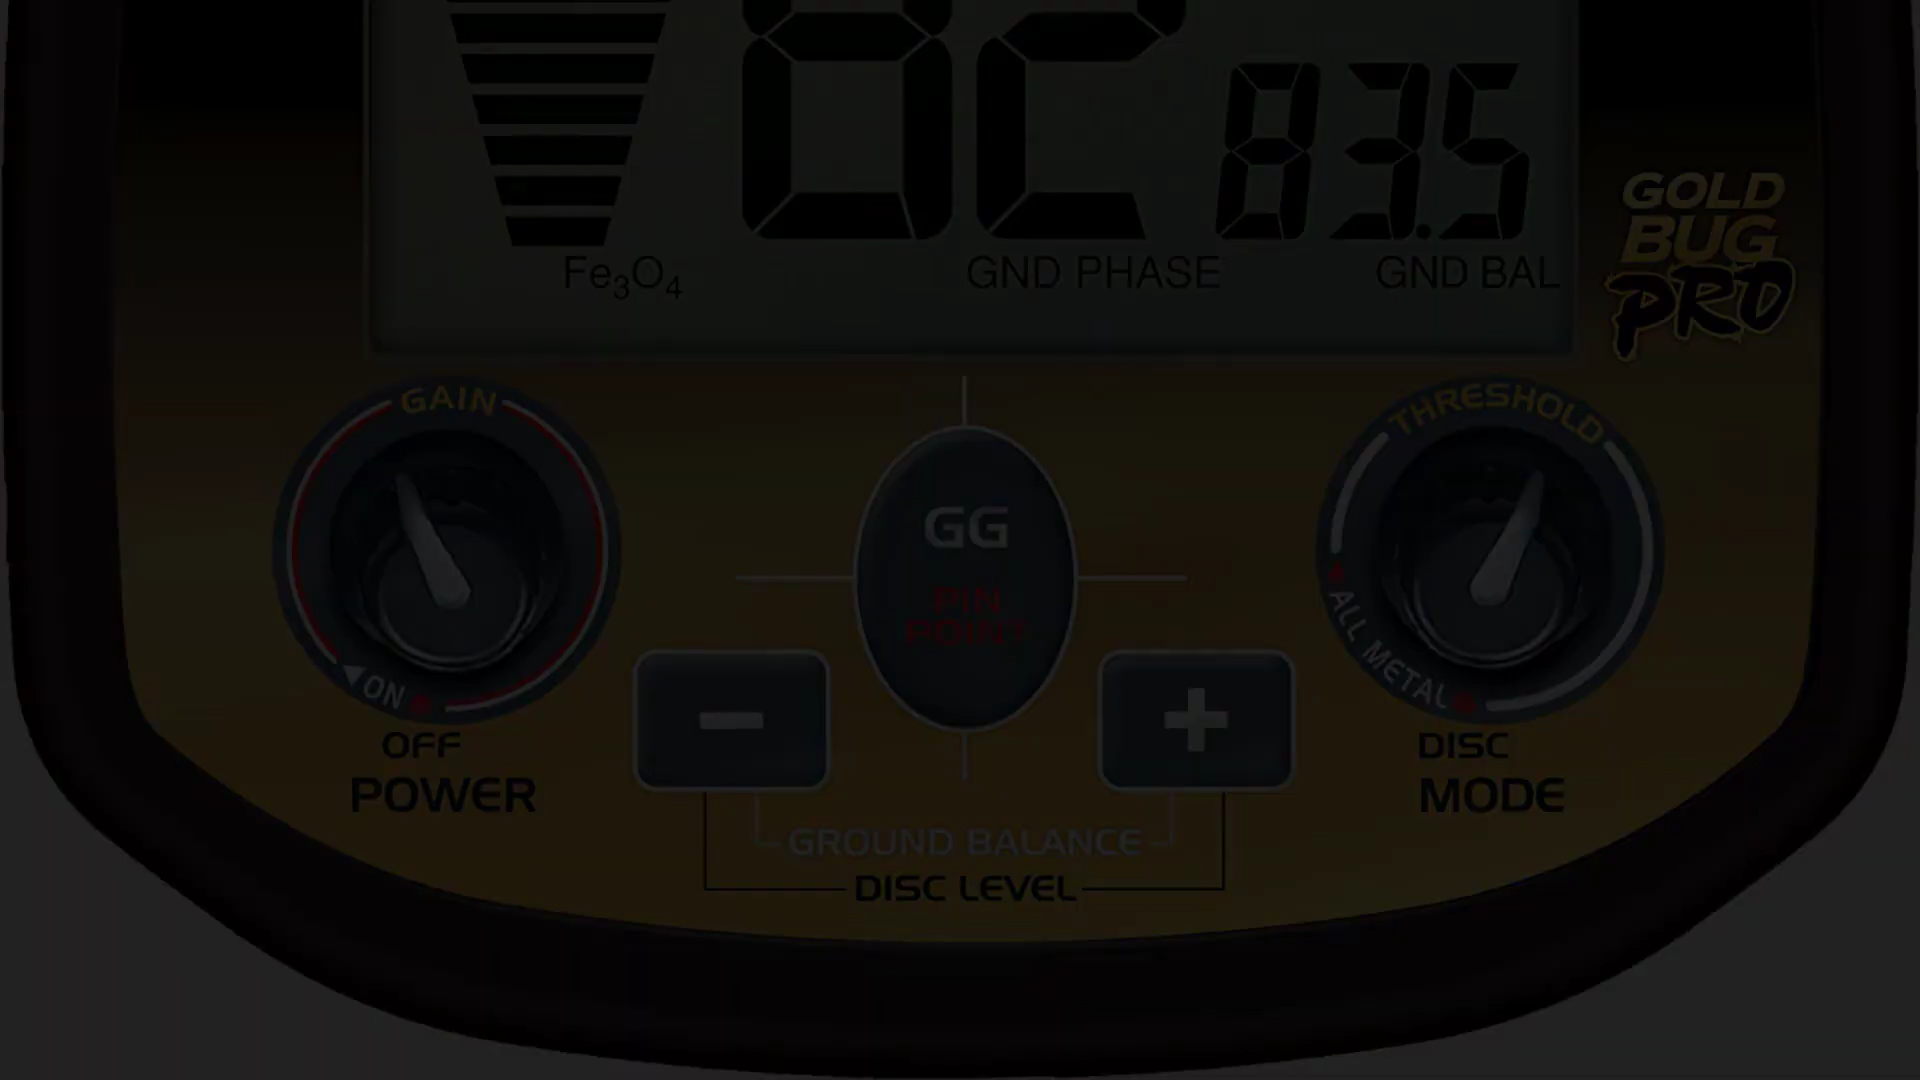 82 83.5
Fe₃O₄ GND PHASE GND BAL
GOLD
BUG
PRO
GAIN
THRESHOLD
GG
PIN
POINT
ALL METAL
ON
OFF
POWER
−
+
DISC
MODE
GROUND BALANCE
DISC LEVEL